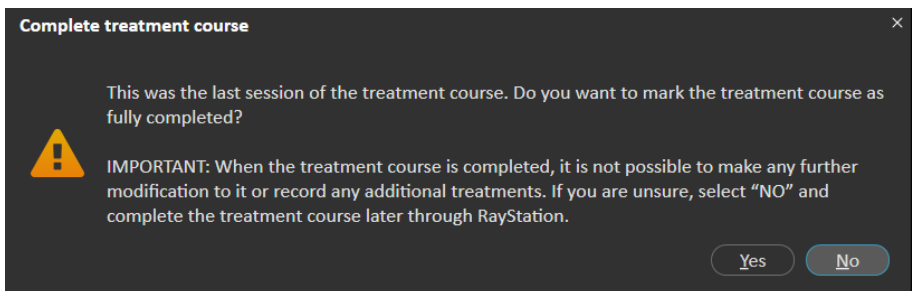 Complete treatment course
This was the last session of the treatment course. Do you want to mark the treatment course as
fully completed?
IMPORTANT: When the treatment course is completed, it is not possible to make any further
modification to it or record any additional treatments. If you are unsure, select “NO” and
complete the treatment course later through RayStation.
Yes No